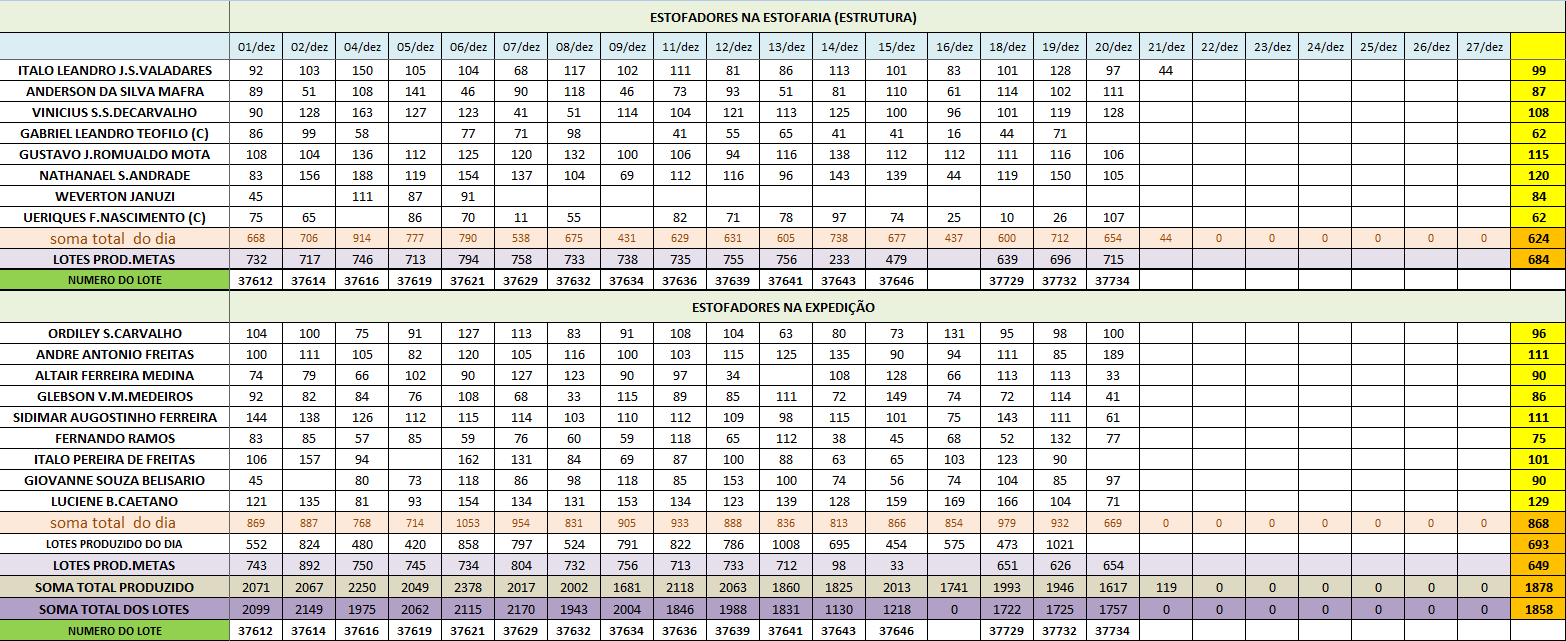 ESTOFADORES NA ESTOFARIA (ESTRUTURA)
01/dez 02/dez 04/dez 05/dez 06/dez 07/dez 08/dez 09/dez 11/dez 12/dez 13/dez 14/dez 15/dez 16/dez 18/dez 19/dez 20/dez 21/dez 22/dez 23/dez 24/dez 25/dez 26/dez 27/dez
ITALO LEANDRO J.S.VALADARES 92 103 150 105 104 68 117 102 111 81 86 113 101 83 101 128 97 44 99
ANDERSON DA SILVA MAFRA 89 51 108 141 46 90 118 46 73 93 51 81 110 61 114 102 111 87
VINICIUS S.S.DECARVALHO 90 128 163 127 123 41 51 114 104 121 113 125 100 96 101 119 128 108
GABRIEL LEANDRO TEOFILO (C) 86 99 58 77 71 98 41 55 65 41 41 16 44 71 62
GUSTAVO J.ROMUALDO MOTA 108 104 136 112 125 120 132 100 106 94 116 138 112 112 111 116 106 115
NATHANAEL S.ANDRADE 83 156 188 119 154 137 104 69 112 116 96 143 139 44 119 150 105 120
WEVERTON JANUZI 45 111 87 91 84
UERIQUES F.NASCIMENTO (C) 75 65 86 70 11 55 82 71 78 97 74 25 10 26 107 62
soma total do dia 668 706 914 777 790 538 675 431 629 631 605 738 677 437 600 712 654 44 0 0 0 0 0 0 624
LOTES PROD.METAS 732 717 746 713 794 758 733 738 735 755 756 233 479 639 696 715 684
NUMERO DO LOTE 37612 37614 37616 37619 37621 37629 37632 37634 37636 37639 37641 37643 37646 37729 37732 37734
ESTOFADORES NA EXPEDIÇÃO
ORDILEY S.CARVALHO 104 100 75 91 127 113 83 91 108 104 63 80 73 131 95 98 100 96
ANDRE ANTONIO FREITAS 100 111 105 82 120 105 116 100 103 115 125 135 90 94 111 85 189 111
ALTAIR FERREIRA MEDINA 74 79 66 102 90 127 123 90 97 34 108 128 66 113 113 33 90
GLEBSON V.M.MEDEIROS 92 82 84 76 108 68 33 115 89 85 111 72 149 74 72 114 41 86
SIDIMAR AUGOSTINHO FERREIRA 144 138 126 112 115 114 103 110 112 109 98 115 101 75 143 111 61 111
FERNANDO RAMOS 83 85 57 85 59 76 60 59 118 65 112 38 45 68 52 132 77 75
ITALO PEREIRA DE FREITAS 106 157 94 162 131 84 69 87 100 88 63 65 103 123 90 101
GIOVANNE SOUZA BELISARIO 45 80 73 118 86 98 118 85 153 100 74 56 74 104 85 97 90
LUCIENE B.CAETANO 121 135 81 93 154 134 131 153 134 123 139 128 159 169 166 104 71 129
soma total do dia 869 887 768 714 1053 954 831 905 933 888 836 813 866 854 979 932 669 0 0 0 0 0 0 0 868
LOTES PRODUZIDO DO DIA 552 824 480 420 858 797 524 791 822 786 1008 695 454 575 473 1021 693
LOTES PROD.METAS 743 892 750 745 734 804 732 756 713 733 712 98 33 651 626 654 649
SOMA TOTAL PRODUZIDO 2071 2067 2250 2049 2378 2017 2002 1681 2118 2063 1860 1825 2013 1741 1993 1946 1617 119 0 0 0 0 0 0 1878
SOMA TOTAL DOS LOTES 2099 2149 1975 2062 2115 2170 1943 2004 1846 1988 1831 1130 1218 0 1722 1725 1757 0 0 0 0 0 0 0 1858
NUMERO DO LOTE 37612 37614 37616 37619 37621 37629 37632 37634 37636 37639 37641 37643 37646 37729 37732 37734